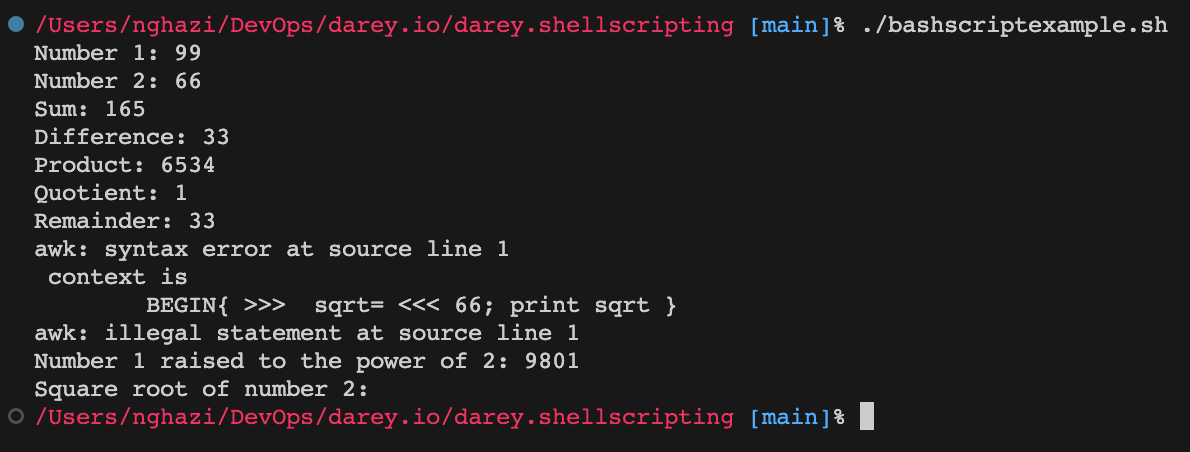 /Users/nghazi/DevOps/darey.io/darey.shellscripting [main]% ./bashscriptexample.sh
Number 1: 99
Number 2: 66
Sum: 165
Difference: 33
Product: 6534
Quotient: 1
Remainder: 33
awk: syntax error at source line 1
 context is
        BEGIN{ >>>  sqrt= <<< 66; print sqrt }
awk: illegal statement at source line 1
Number 1 raised to the power of 2: 9801
Square root of number 2:
/Users/nghazi/DevOps/darey.io/darey.shellscripting [main]%